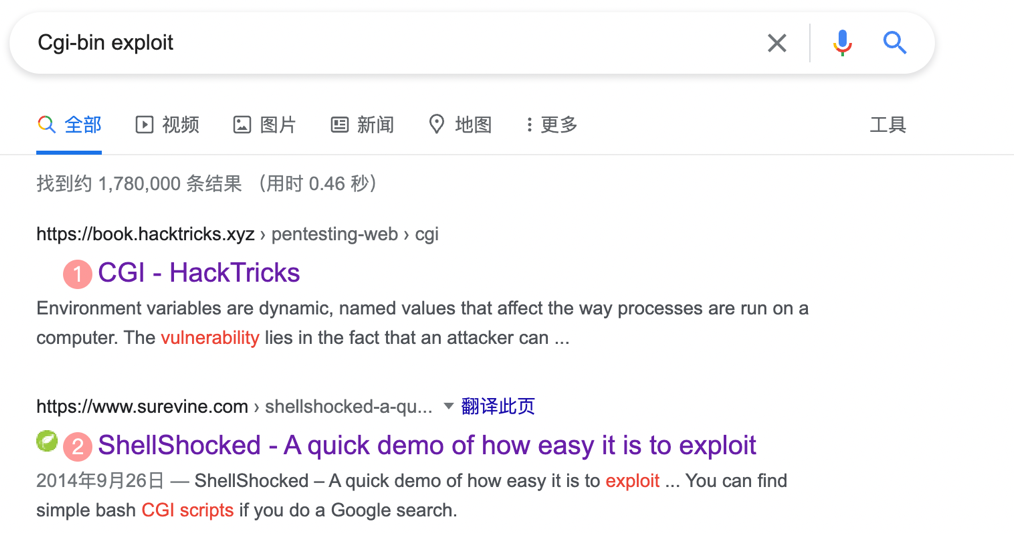 Cgi-bin exploit
全部 视频 图片 新闻 地图 更多 工具
找到约 1,780,000 条结果 （用时 0.46 秒）
https://book.hacktricks.xyz › pentesting-web › cgi
1 CGI - HackTricks
Environment variables are dynamic, named values that affect the way processes are run on a
computer. The vulnerability lies in the fact that an attacker can ...
https://www.surevine.com › shellshocked-a-qu... 翻译此页
2 ShellShocked - A quick demo of how easy it is to exploit
2014年9月26日 — ShellShocked – A quick demo of how easy it is to exploit ... You can find
simple bash CGI scripts if you do a Google search.